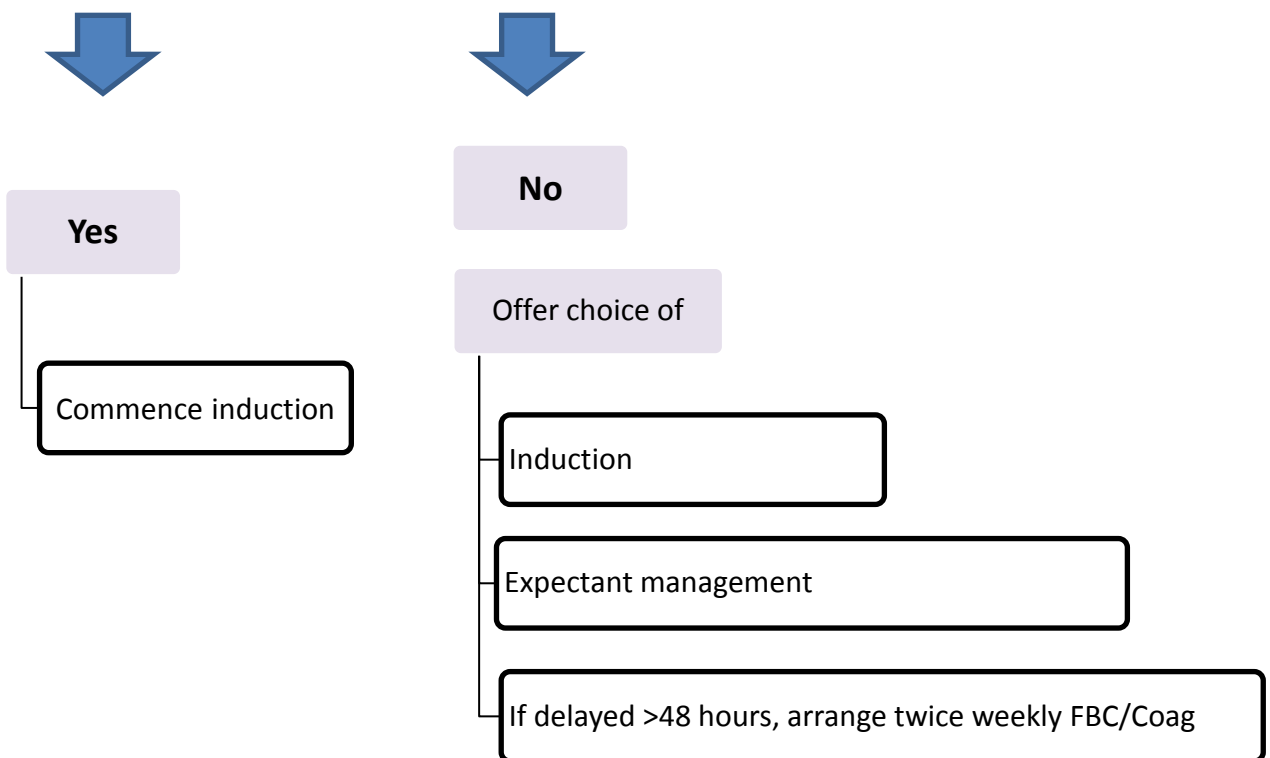 Yes
Commence induction
No
Offer choice of
Induction
Expectant management
If delayed >48 hours, arrange twice weekly FBC/Coag